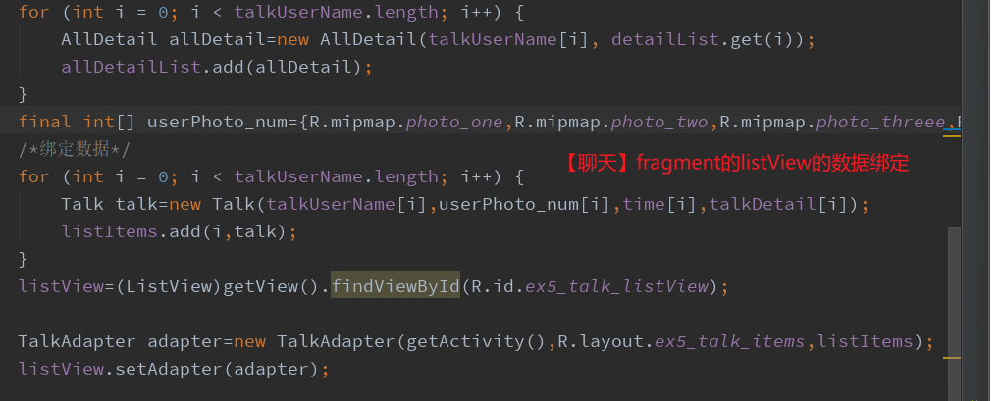 for (int i = 0; i < talkUserName.length; i++) {
AllDetail allDetail=new AllDetail(talkUserName[i], detailList.get(i));
allDetailList.add(allDetail);
}
final int[] userPhoto_num={R.mipmap.photo_one,R.mipmap.photo_two,R.mipmap.photo_threee,R
/*绑定数据*/
【聊天】fragment的listView的数据绑定
for (int i = 0; i < talkUserName.length; i++) {
Talk talk=new Talk(talkUserName[i],userPhoto_num[i],time[i],talkDetail[i]);
listItems.add(i,talk);
}
listView=(ListView)getView().findViewById(R.id.ex5_talk_listView);
TalkAdapter adapter=new TalkAdapter(getActivity(),R.layout.ex5_talk_items,listItems);
listView.setAdapter(adapter);